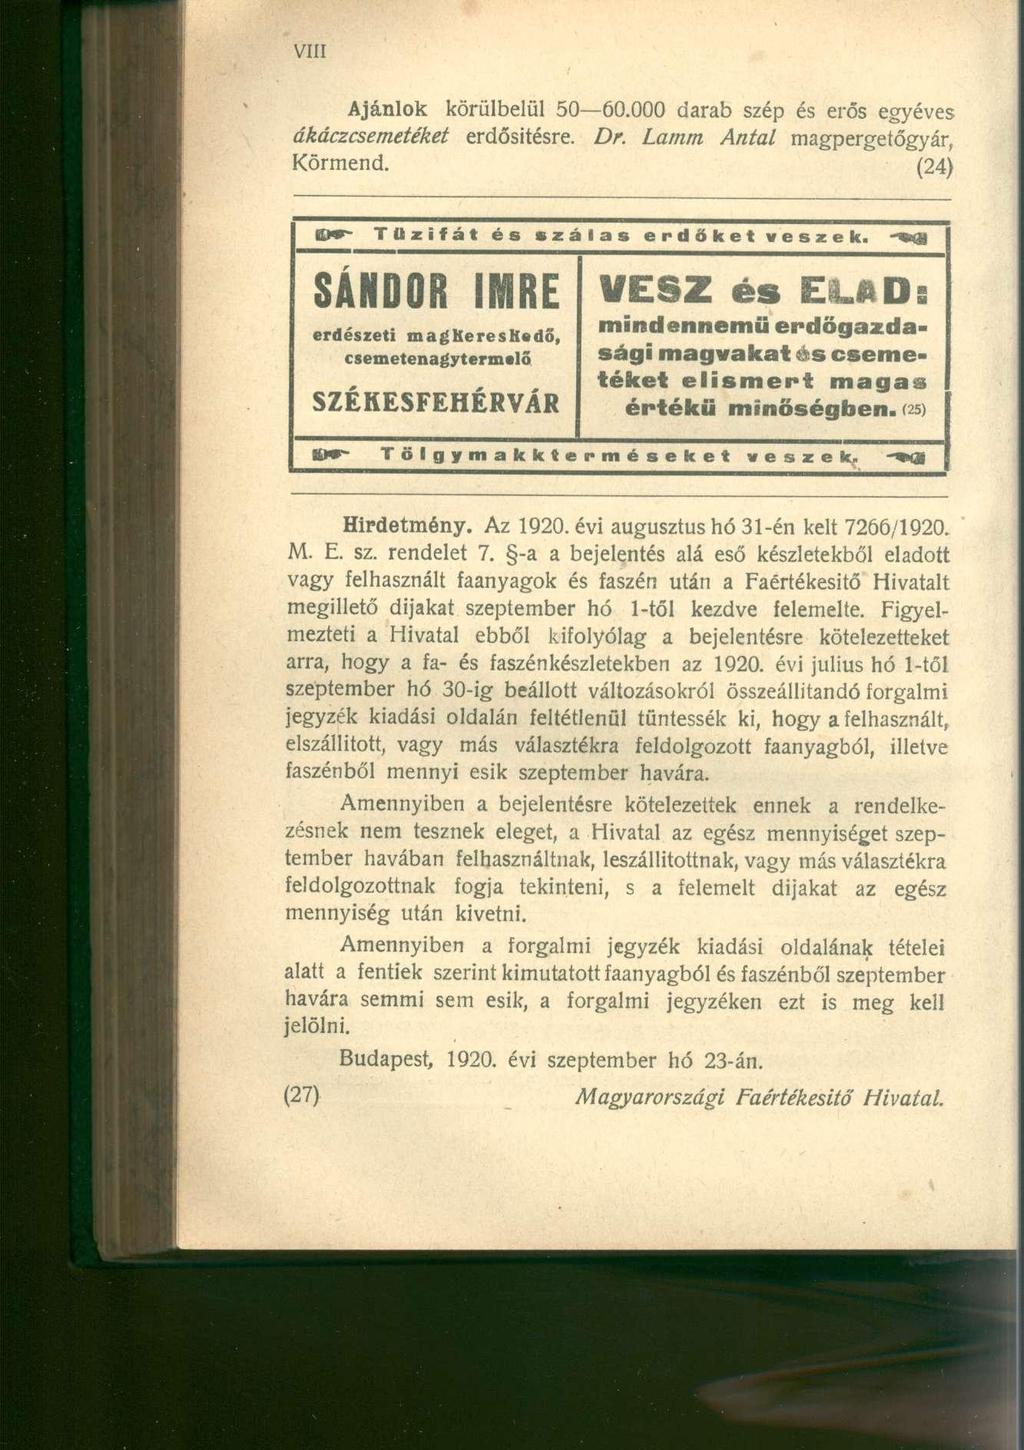 VIII
Ajánlok körülbelül 50—60.000 darab szép és erős egyéves
ákáczcsemetéket erdősitésre. Dr. Lamm Antal magpergetőgyár,
Körmend. (24)
Tüzifát és szálas erdőket veszek.
SÁNDOR IMRE
erdészeti magkereskedő,
csemetenagytermelő
SZÉKESFEHÉRVÁR
VESZ és ELAD:
mindennemü erdőgazda-
sági magvakat és cseme-
téket elismert magas
értékü minőségben. (25)
Tölgymakkterméseket veszek.
Hirdetmény. Az 1920. évi augusztus hó 31-én kelt 7266/1920.
M. E. sz. rendelet 7. §-a a bejelentés alá eső készletekből eladott
vagy felhasznált faanyagok és faszén után a Faértékesitő Hivatalt
megillető dijakat szeptember hó 1-től kezdve felemelte. Figyel-
mezteti a Hivatal ebből kifolyólag a bejelentésre kötelezetteket
arra, hogy a fa- és faszénkészletekben az 1920. évi julius hó 1-től
szeptember hó 30-ig beállott változásokról összeállitandó forgalmi
jegyzék kiadási oldalán feltétlenül tüntessék ki, hogy a felhasznált,
elszállitott, vagy más választékra feldolgozott faanyagból, illetve
faszénből mennyi esik szeptember havára.
Amennyiben a bejelentésre kötelezettek ennek a rendelke-
zésnek nem tesznek eleget, a Hivatal az egész mennyiséget szep-
tember havában felhasználtnak, leszállitottnak, vagy más választékra
feldolgozottnak fogja tekinteni, s a felemelt dijakat az egész
mennyiség után kivetni.
Amennyiben a forgalmi jegyzék kiadási oldalának tételei
alatt a fentiek szerint kimutatott faanyagból és faszénből szeptember
havára semmi sem esik, a forgalmi jegyzéken ezt is meg kell
jelölni.
Budapest, 1920. évi szeptember hó 23-án.
(27) Magyarországi Faértékesitő Hivatal.